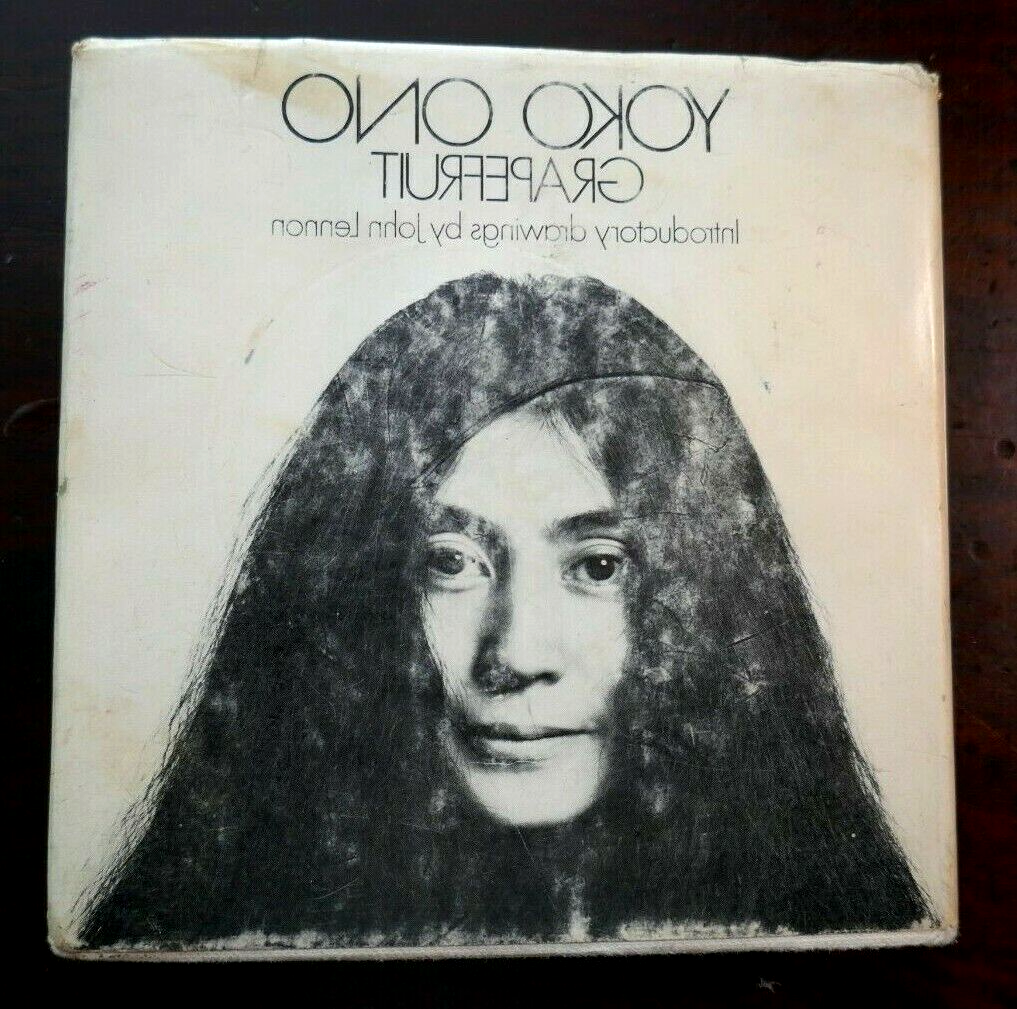 YOKO ONO
GRAPEFRUIT
Introductory drawings by John Lennon